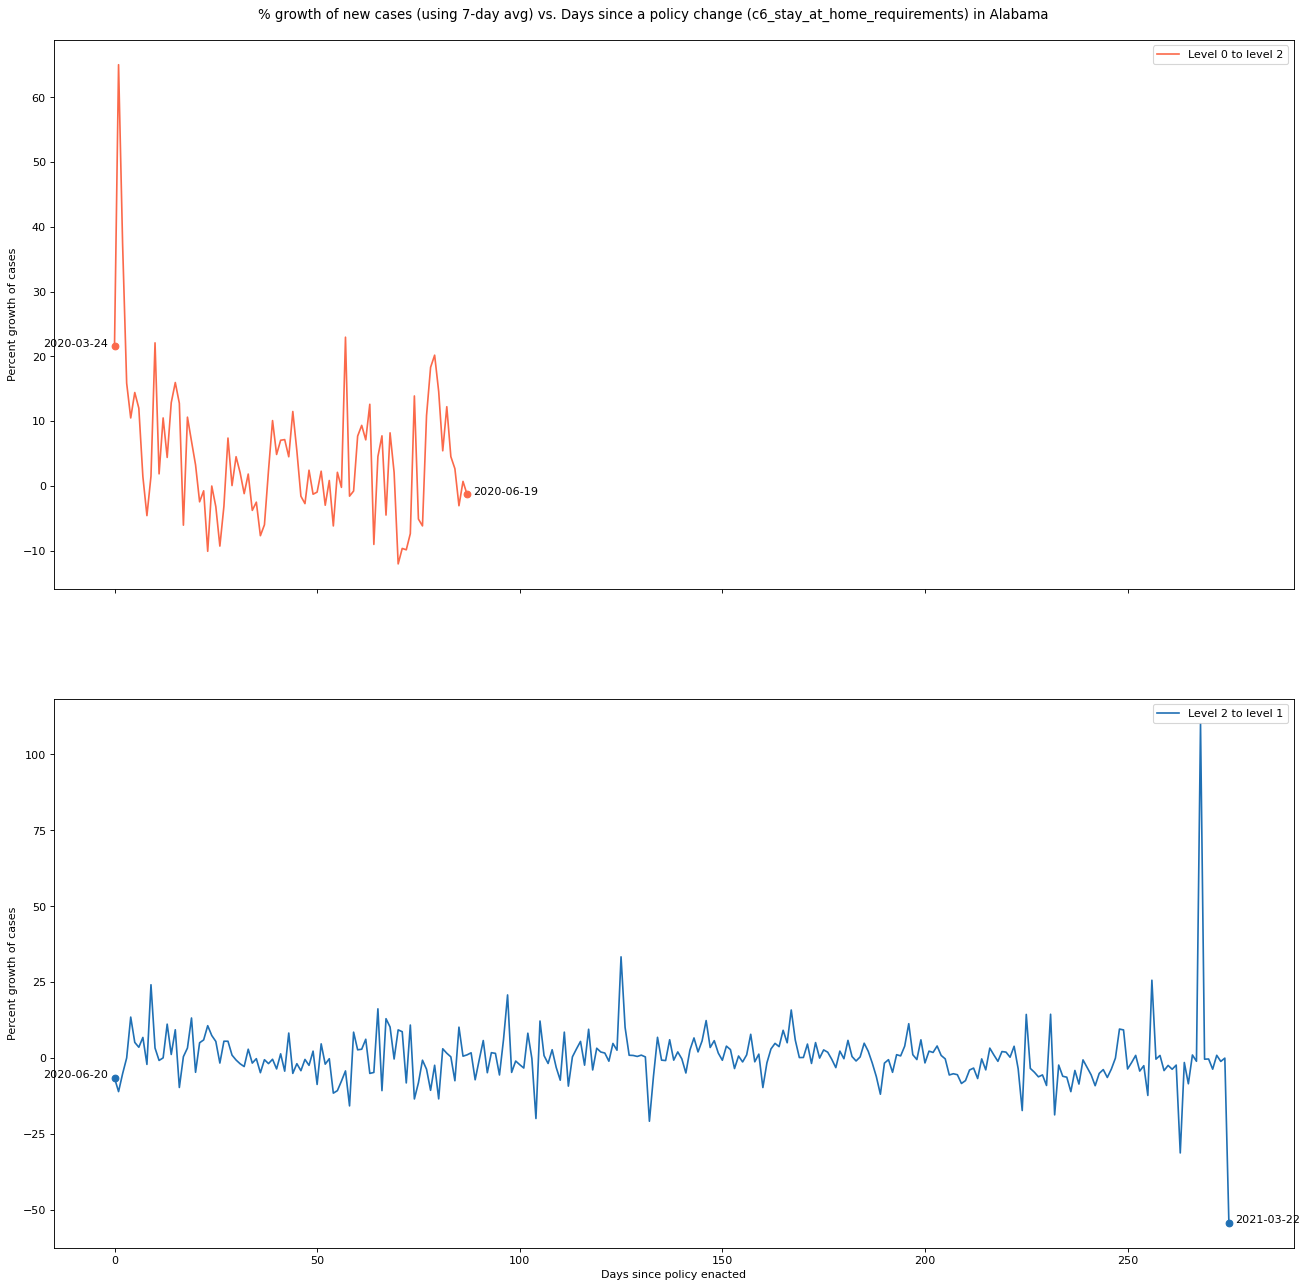 % growth of new cases (using 7-day avg) vs. Days since a policy change (c6_stay_at_home_requirements) in Alabama
Level 0 to level 2
60
50
40
30
20
10
0
−10
Percent growth of cases
2020-03-24
2020-06-19
Level 2 to level 1
100
75
50
25
0
−25
−50
Percent growth of cases
2020-06-20
2021-03-22
0 50 100 150 200 250
Days since policy enacted